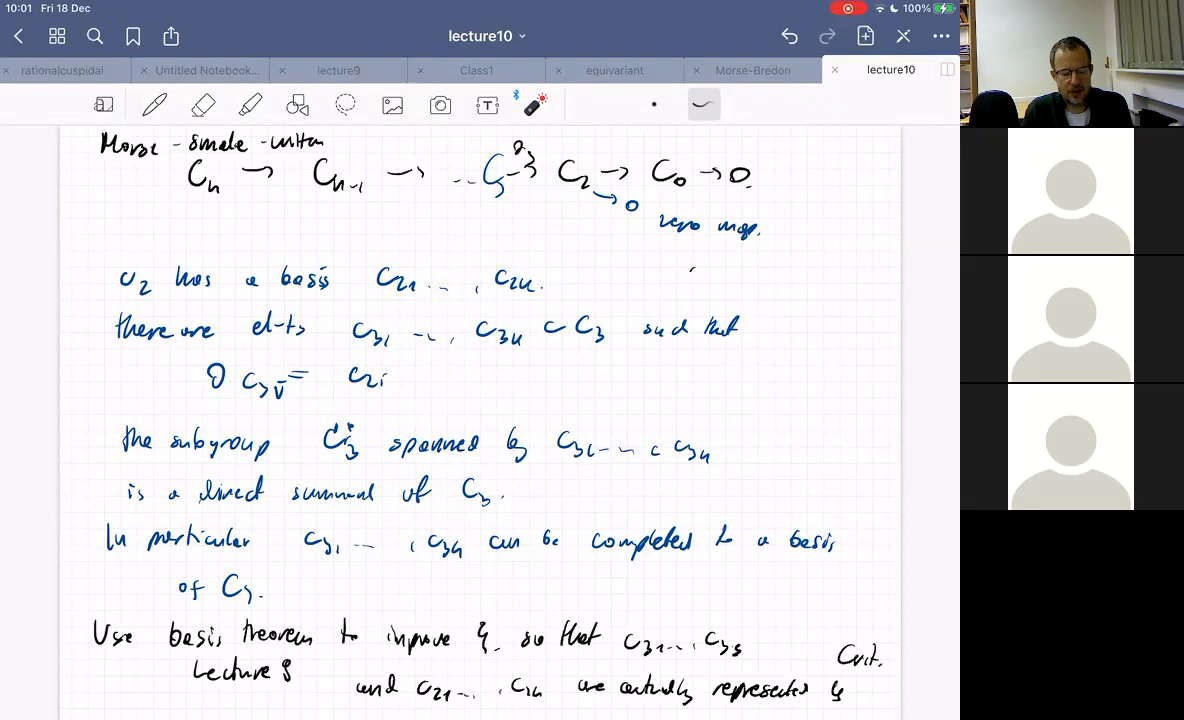 10:01 Fri 18 Dec
100%
lecture10
rationalcuspidal
Untitled Notebook...
lecture9
Class1
equivariant
Morse-Bredon
lecture10
Morse - Smale - Witten
Cn → Cn-1 → ... C3 →∂3 C2 → C0 → 0.
→ 0
zero map.
C2 has a basis C21 ... , C2k.
there are el-ts C31 ... , C3k ⊂ C3 such that
∂ C3i = C2i
the subgroup C3 spanned by C31 ... , C3k
is a direct summand of C3.
In particular C31 ... , C3k can be completed to a basis
of C3.
Use basis theorem to improve ξ. so that C31 ... , C3s
Crit.
Lecture 8
and C21 ... , C2k are actually represented by